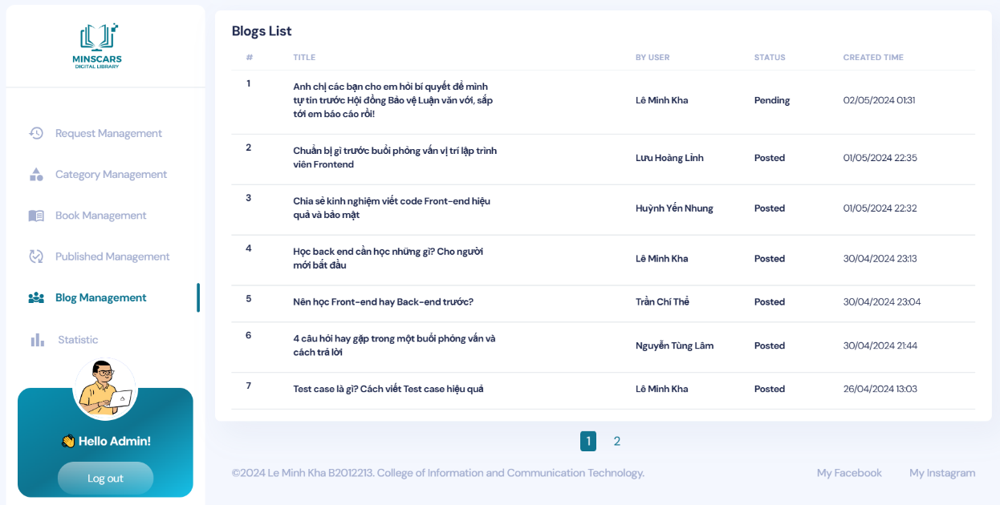 MINSCARS
DIGITAL LIBRARY
Request Management
Category Management
Book Management
Published Management
Blog Management
Statistic
👋 Hello Admin!
Log out
Blogs List
# TITLE BY USER STATUS CREATED TIME
1 Anh chị các bạn cho em hỏi bí quyết để mình
tự tin trước Hội đồng Bảo vệ Luận văn với, sắp
tới em báo cáo rồi!
Lê Minh Kha Pending 02/05/2024 01:31
2 Chuẩn bị gì trước buổi phỏng vấn vị trí lập trình
viên Frontend
Lưu Hoàng Linh Posted 01/05/2024 22:35
3 Chia sẻ kinh nghiệm viết code Front-end hiệu
quả và bảo mật
Huỳnh Yến Nhung Posted 01/05/2024 22:32
4 Học back end cần học những gì? Cho người
mới bắt đầu
Lê Minh Kha Posted 30/04/2024 23:13
5 Nên học Front-end hay Back-end trước? Trần Chí Thể Posted 30/04/2024 23:04
6 4 câu hỏi hay gặp trong một buổi phỏng vấn và
cách trả lời
Nguyễn Tùng Lâm Posted 30/04/2024 21:44
7 Test case là gì? Cách viết Test case hiệu quả Lê Minh Kha Posted 26/04/2024 13:03
1 2
©2024 Le Minh Kha B2012213. College of Information and Communication Technology. My Facebook My Instagram